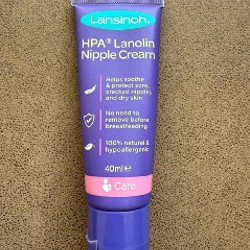 Lansinoh®
HPA® Lanolin
Nipple Cream
Helps soothe
& protect sore,
cracked nipples,
and dry skin.
No need to
remove before
breastfeeding
100% natural &
hypoallergenic
40ml e
Care